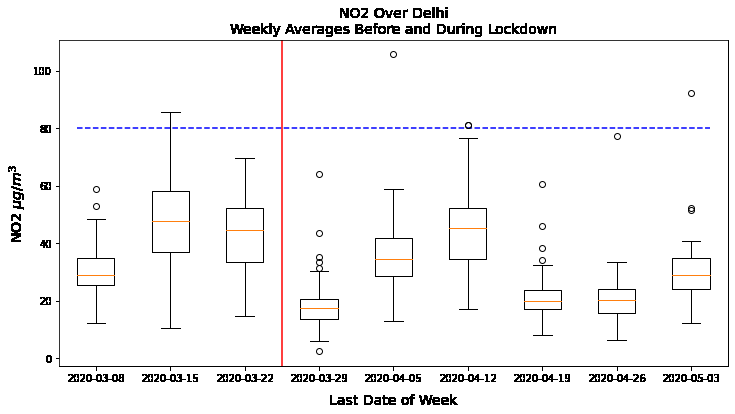 NO2 Over Delhi
Weekly Averages Before and During Lockdown
NO2 μg/m³
100
80
60
40
20
0
2020-03-08 2020-03-15 2020-03-22 2020-03-29 2020-04-05 2020-04-12 2020-04-19 2020-04-26 2020-05-03
Last Date of Week